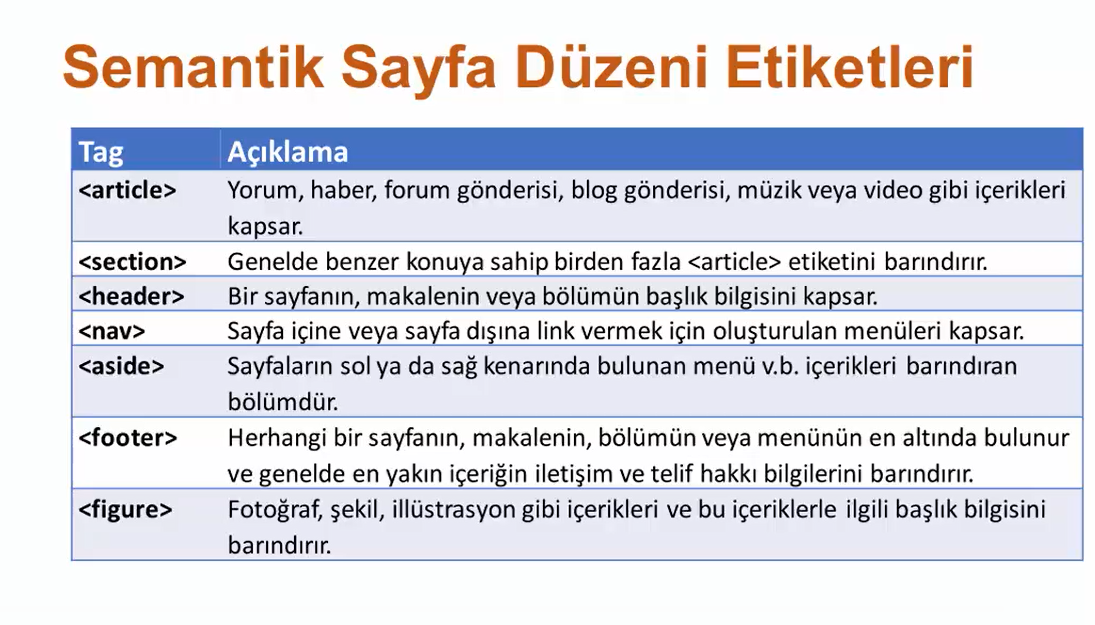 Semantik Sayfa Düzeni Etiketleri
Tag Açıklama
<article> Yorum, haber, forum gönderisi, blog gönderisi, müzik veya video gibi içerikleri
kapsar.
<section> Genelde benzer konuya sahip birden fazla <article> etiketini barındırır.
<header> Bir sayfanın, makalenin veya bölümün başlık bilgisini kapsar.
<nav> Sayfa içine veya sayfa dışına link vermek için oluşturulan menüleri kapsar.
<aside> Sayfaların sol ya da sağ kenarında bulunan menü v.b. içerikleri barındıran
bölümdür.
<footer> Herhangi bir sayfanın, makalenin, bölümün veya menünün en altında bulunur
ve genelde en yakın içeriğin iletişim ve telif hakkı bilgilerini barındırır.
<figure> Fotoğraf, şekil, illüstrasyon gibi içerikleri ve bu içeriklerle ilgili başlık bilgisini
barındırır.